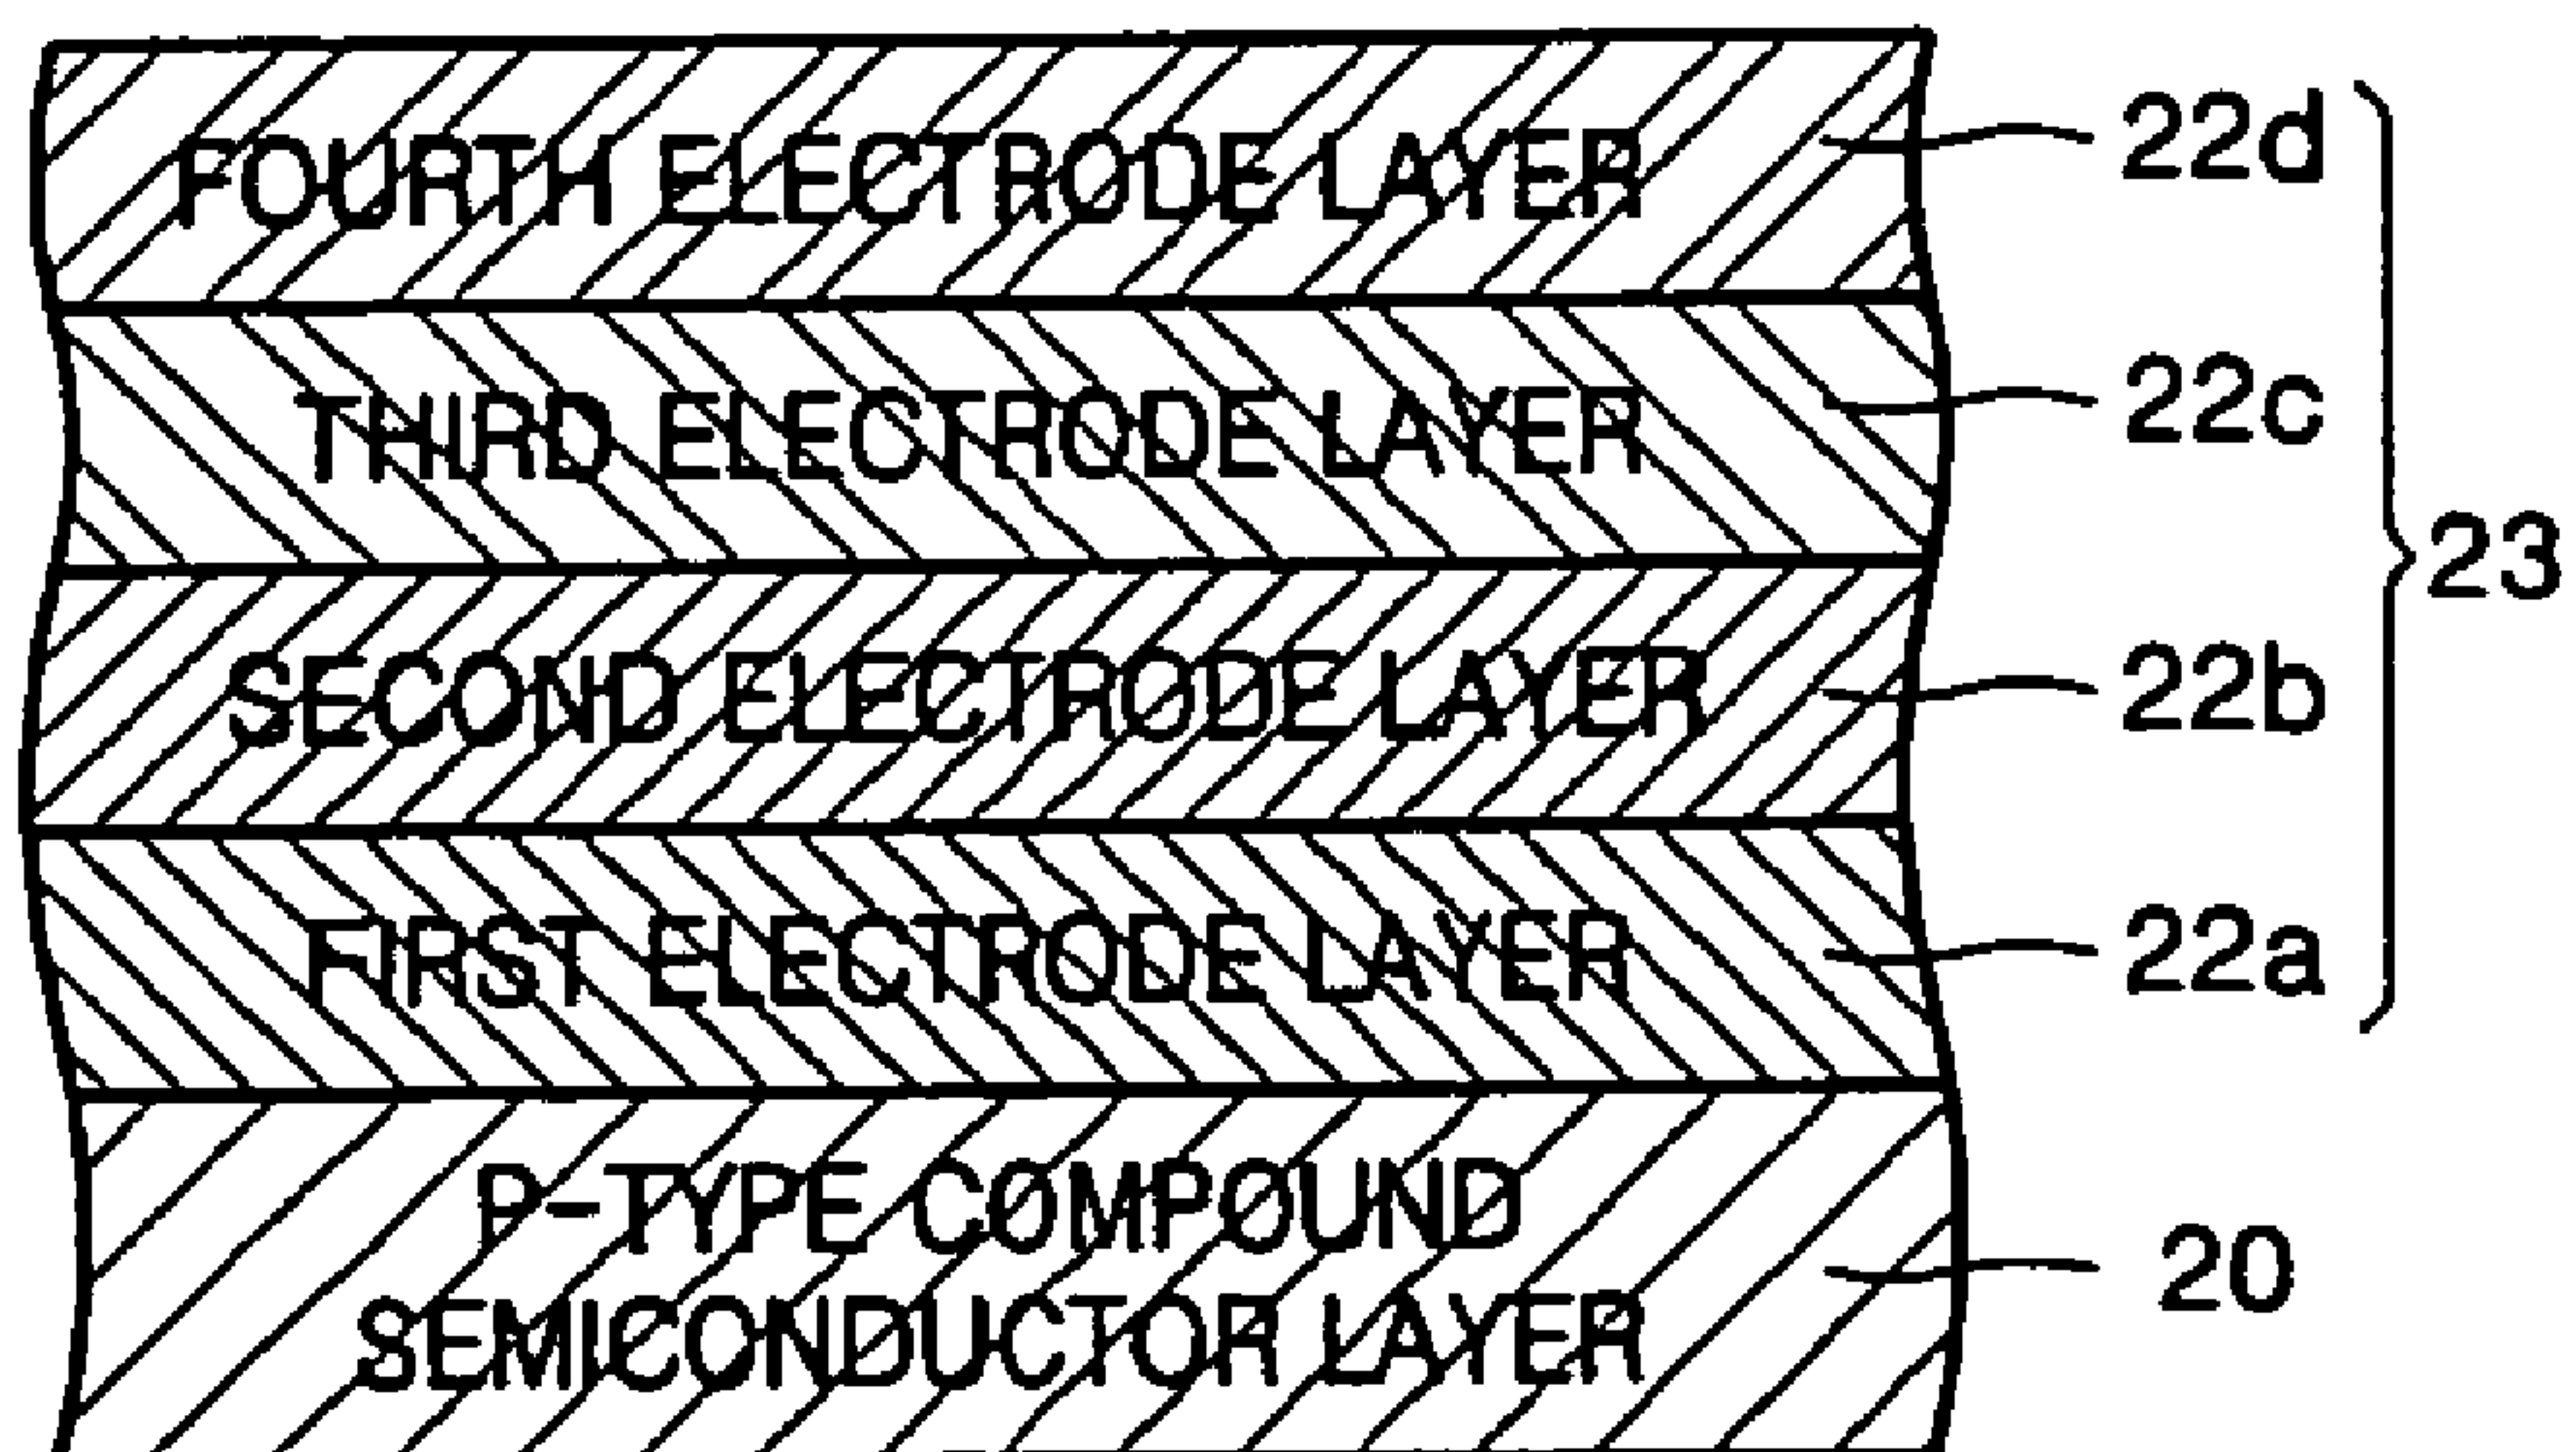 FOURTH ELECTRODE LAYER 22d
THIRD ELECTRODE LAYER 22c
23
SECOND ELECTRODE LAYER 22b
FIRST ELECTRODE LAYER 22a
P-TYPE COMPOUND
SEMICONDUCTOR LAYER 20